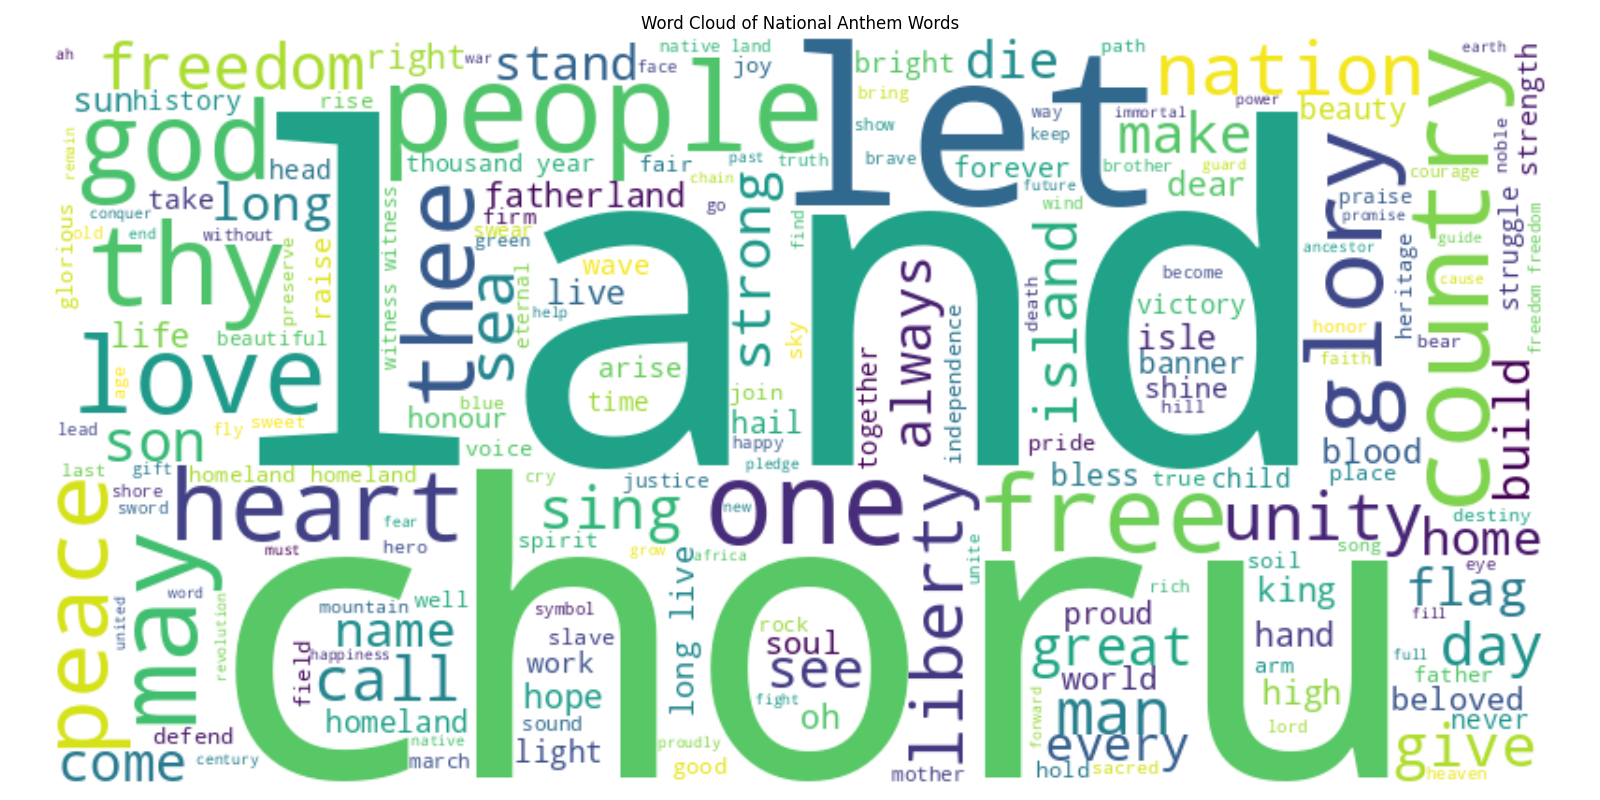 Word Cloud of National Anthem Words
ah
freedom
right
war
stand
face
native land
joy
let
bright
die
path
nation
earth
strength
sun
history
rise
people
bring
way
immortal
power
beauty
country
noble
remain
god
head
thousand year
fair
past
truth
show
brave
keep
forever
make
brother
guard
glory
courage
take
long
fatherland
chain
go
strong
future
wind
dear
praise
promise
struggle
conquer
old
end
without
witness witness
thee
firm
swear
green
find
island
ancestor
guide
glorious
thy
preserve
raise
sea
eternal
wave
live
help
land
sky
always
independence
death
become
victory
isle
banner
shine
hill
heritage
cause
honor
faith
bear
freedom freedom
life
beautiful
love
age
arise
time
join
hail
happy
together
pride
blood
build
lead
son
fly
sweet
blue
honour
voice
pledge
bless
true
child
place
last
gift
homeland homeland
shore
sword
heart
cry
justice
new
one
free
unity
destiny
home
peace
fear
hero
must
sing
spirit
grow
africa
liberty
unite
song
eye
may
word
united
revolution
chorus
mountain
well
name
happiness
field
call
homeland
native
march
symbol
slave
work
hope
sound
light
long live
proudly
good
rock
soul
see
fight
oh
mother
rich
proud
great
world
forward
man
every
hold
sacred
soil
king
hand
arm
high
lord
flag
fill
day
full
father
beloved
never
give
heaven
come
defend
century